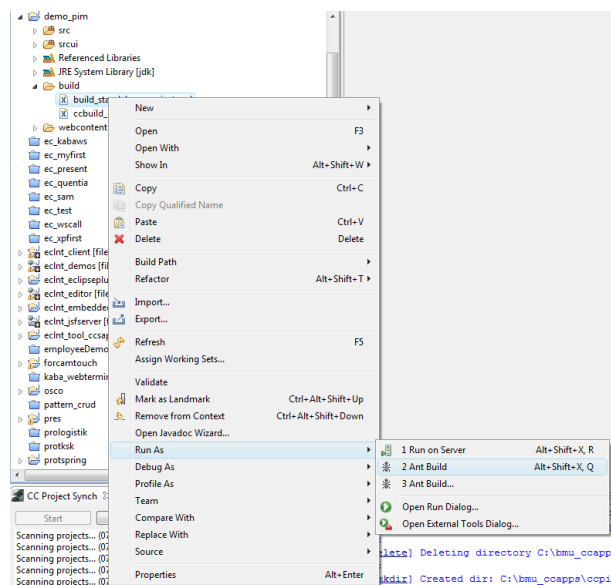 demo_pim
src
srcui
Referenced Libraries
JRE System Library [jdk]
build
ccbuild_
webcontent
ec_kabaws
ec_myfirst
ec_present
ec_quentia
ec_sam
ec_test
ec_wscall
ec_xpfirst
eclnt_client [file
eclnt_demos [fil
eclnt_eclipseplu
eclnt_editor [file
eclnt_embedded
eclnt_jsfserver [f
eclnt_tool_ccsap
employeeDemo
forcamtouch
kaba_webtermin
osco
pattern_crud
pres
prologistik
protksk
protspring
New
Open F3
Open With
Show In Alt+Shift+W
Copy Ctrl+C
Copy Qualified Name
Paste Ctrl+V
Delete Delete
Build Path
Refactor Alt+Shift+T
Import...
Export...
Refresh F5
Assign Working Sets...
Validate
Mark as Landmark Ctrl+Alt+Shift+Up
Remove from Context Ctrl+Alt+Shift+Down
Open Javadoc Wizard...
Run As
Debug As
Profile As
Team
Compare With
Replace With
Source
Properties Alt+Enter
1 Run on Server Alt+Shift+X, R
2 Ant Build Alt+Shift+X, Q
3 Ant Build...
Open Run Dialog...
Open External Tools Dialog...
CC Project Synch
Start
Scanning projects... (07
Scanning projects... (07
Scanning projects... (07
Scanning projects... (07
Scanning projects... (07
elete] Deleting directory C:\bmu_ccapp
mkdir] Created dir: C:\bmu_ccapps\ccpu